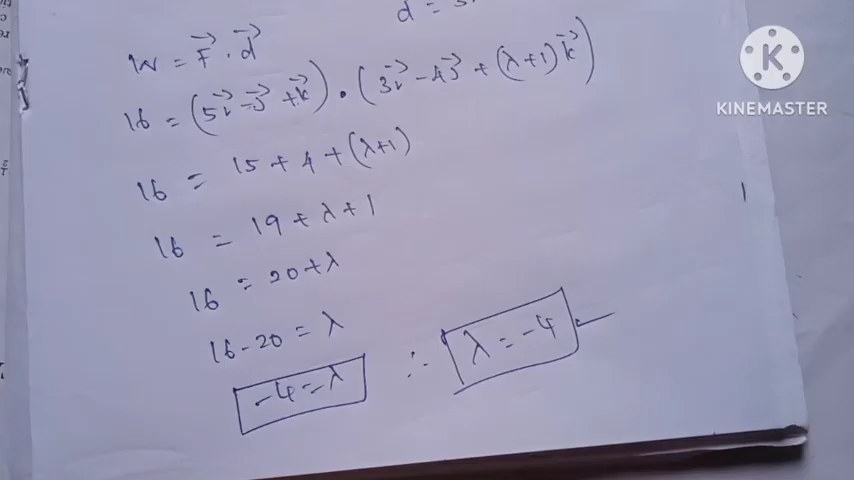 d = 3
W = F⃗ . d⃗
16 = (5i⃗ - j⃗ + k⃗) . (3i⃗ - 4j⃗ + (λ+1) k⃗)
16 = 15 + 4 + (λ+1)
16 = 19 + λ + 1
16 = 20 + λ
16 - 20 = λ
-4 = λ ∴ λ = -4
K
KINEMASTER